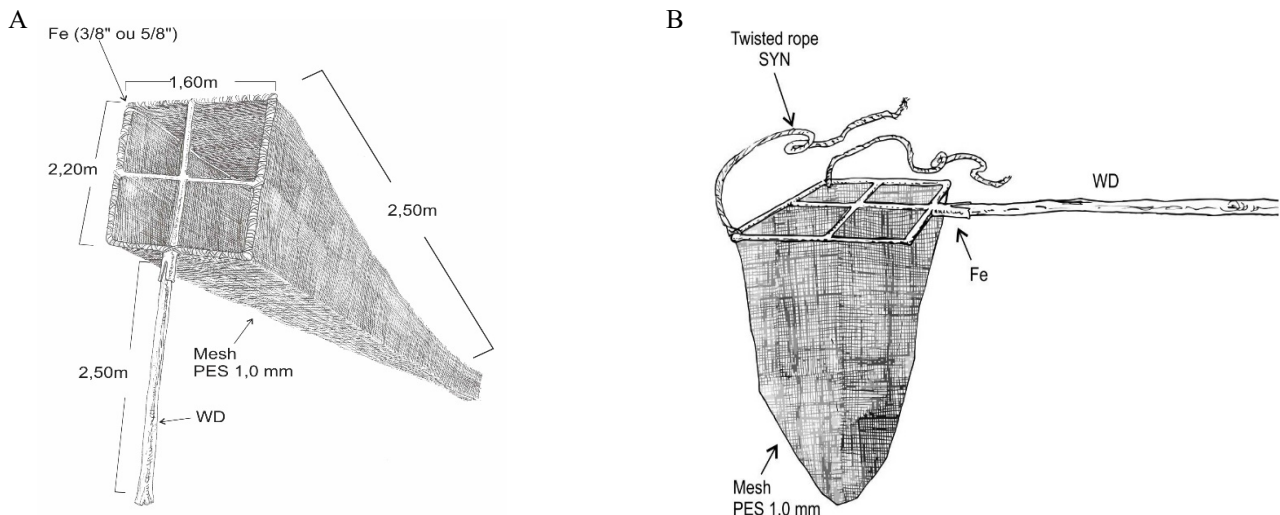 A
Fe (3/8" ou 5/8")
1,60m
2,20m
2,50m
2,50m
Mesh
PES 1,0 mm
WD
B
Twisted rope
SYN
WD
Fe
Mesh
PES 1,0 mm